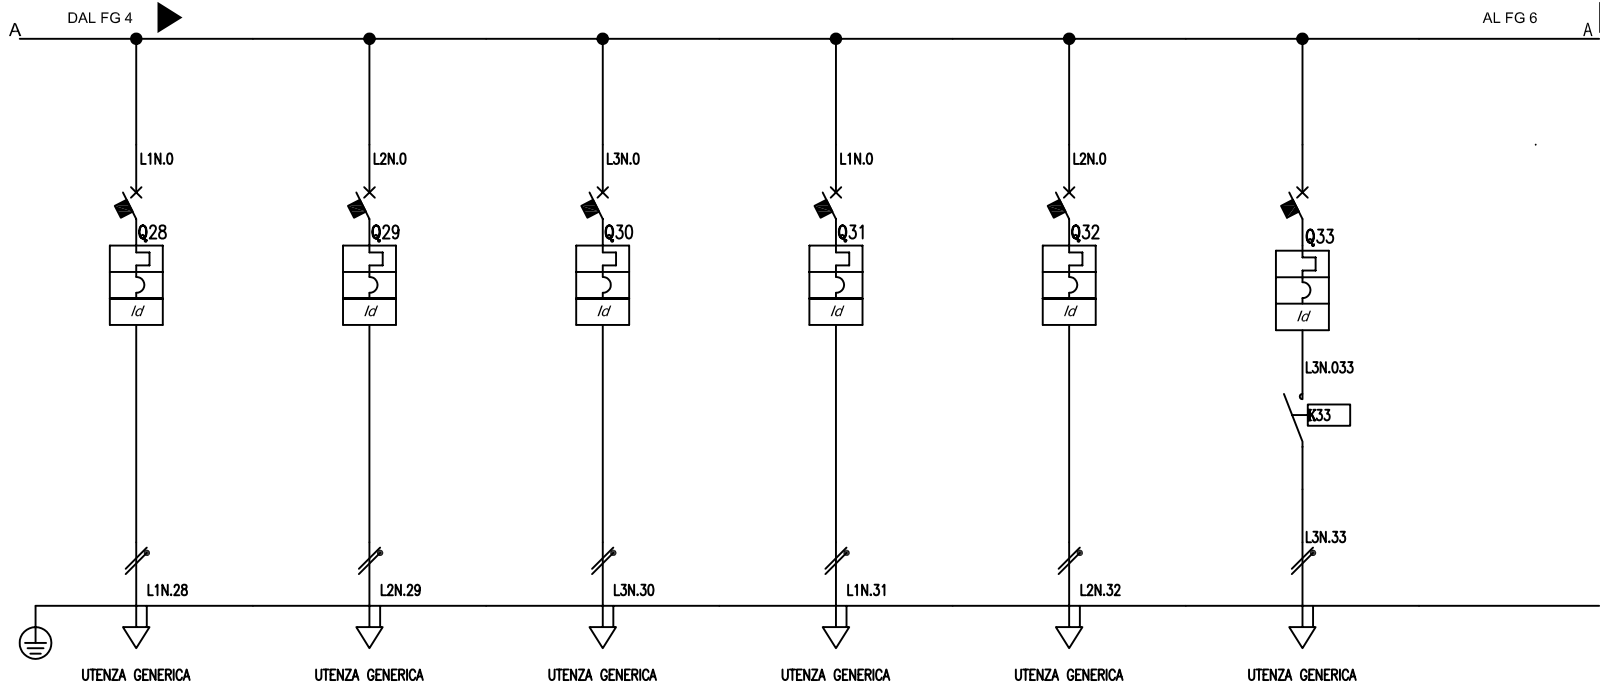 DAL FG 4
AL FG 6
A
A
L1N.0
L2N.0
L3N.0
L1N.0
L2N.0
Q28
Q29
Q30
Q31
Q32
Q33
Id
Id
Id
Id
Id
Id
L3N.033
K33
L3N.33
L1N.28
L2N.29
L3N.30
L1N.31
L2N.32
UTENZA GENERICA
UTENZA GENERICA
UTENZA GENERICA
UTENZA GENERICA
UTENZA GENERICA
UTENZA GENERICA